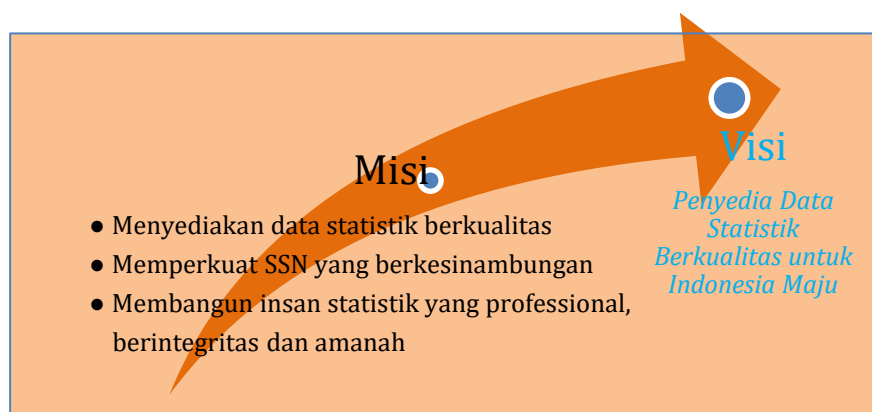 Misi
● Menyediakan data statistik berkualitas
● Memperkuat SSN yang berkesinambungan
● Membangun insan statistik yang professional,
berintegritas dan amanah
Visi
Penyedia Data
Statistik
Berkualitas untuk
Indonesia Maju